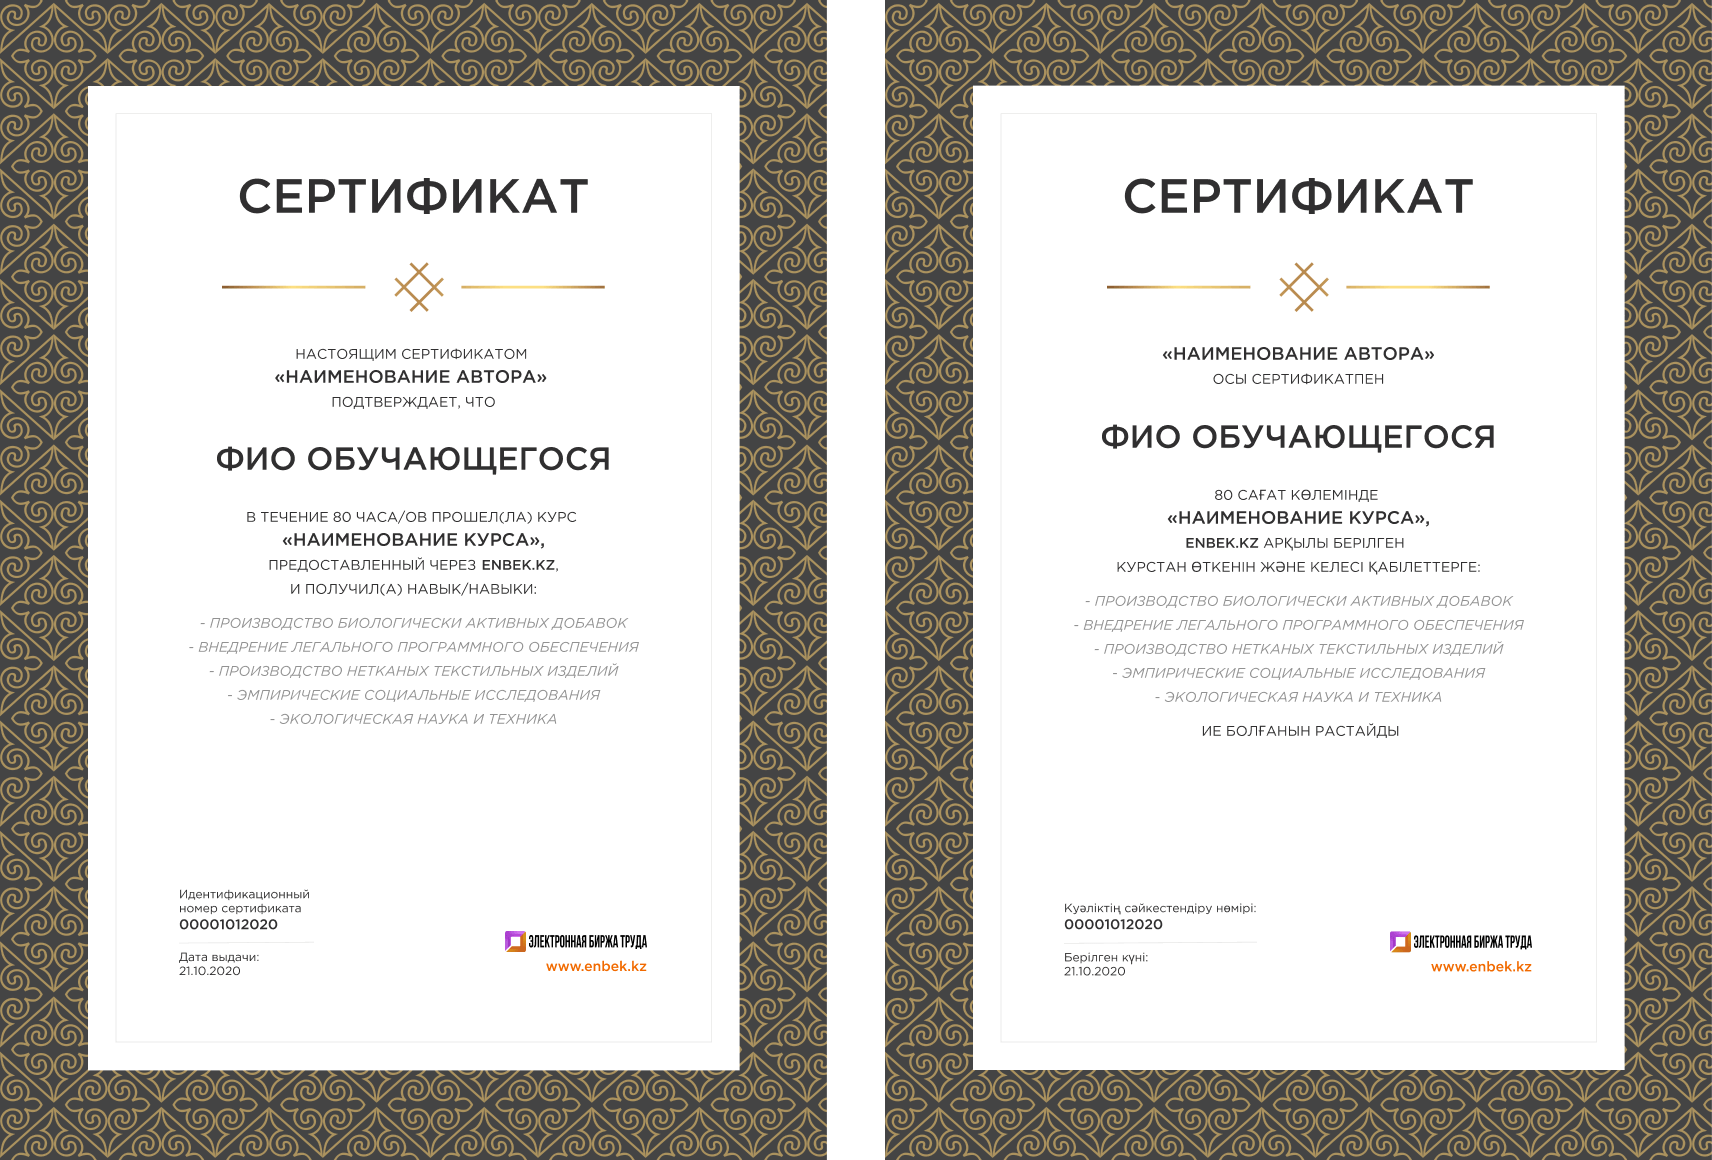 СЕРТИФИКАТ
НАСТОЯЩИМ СЕРТИФИКАТОМ
«НАИМЕНОВАНИЕ АВТОРА»
ПОДТВЕРЖДАЕТ, ЧТО
ФИО ОБУЧАЮЩЕГОСЯ
В ТЕЧЕНИЕ 80 ЧАСА/ОВ ПРОШЕЛ(ЛА) КУРС
«НАИМЕНОВАНИЕ КУРСА»,
ПРЕДОСТАВЛЕННЫЙ ЧЕРЕЗ ENBEK.KZ,
И ПОЛУЧИЛ(А) НАВЫК/НАВЫКИ:
- ПРОИЗВОДСТВО БИОЛОГИЧЕСКИ АКТИВНЫХ ДОБАВОК
- ВНЕДРЕНИЕ ЛЕГАЛЬНОГО ПРОГРАММНОГО ОБЕСПЕЧЕНИЯ
- ПРОИЗВОДСТВО НЕТКАНЫХ ТЕКСТИЛЬНЫХ ИЗДЕЛИЙ
- ЭМПИРИЧЕСКИЕ СОЦИАЛЬНЫЕ ИССЛЕДОВАНИЯ
- ЭКОЛОГИЧЕСКАЯ НАУКА И ТЕХНИКА
Идентификационный
номер сертификата
00001012020
Дата выдачи:
21.10.2020
ЭЛЕКТРОННАЯ БИРЖА ТРУДА
www.enbek.kz
СЕРТИФИКАТ
«НАИМЕНОВАНИЕ АВТОРА»
ОСЫ СЕРТИФИКАТПЕН
ФИО ОБУЧАЮЩЕГОСЯ
80 САҒАТ КӨЛЕМІНДЕ
«НАИМЕНОВАНИЕ КУРСА»,
ENBEK.KZ АРҚЫЛЫ БЕРІЛГЕН
КУРСТАН ӨТКЕНІН ЖӘНЕ КЕЛЕСІ ҚАБІЛЕТТЕРГЕ:
- ПРОИЗВОДСТВО БИОЛОГИЧЕСКИ АКТИВНЫХ ДОБАВОК
- ВНЕДРЕНИЕ ЛЕГАЛЬНОГО ПРОГРАММНОГО ОБЕСПЕЧЕНИЯ
- ПРОИЗВОДСТВО НЕТКАНЫХ ТЕКСТИЛЬНЫХ ИЗДЕЛИЙ
- ЭМПИРИЧЕСКИЕ СОЦИАЛЬНЫЕ ИССЛЕДОВАНИЯ
- ЭКОЛОГИЧЕСКАЯ НАУКА И ТЕХНИКА
ИЕ БОЛҒАНЫН РАСТАЙДЫ
Куәліктің сәйкестендіру нөмірі:
00001012020
Берілген күні:
21.10.2020
ЭЛЕКТРОННАЯ БИРЖА ТРУДА
www.enbek.kz